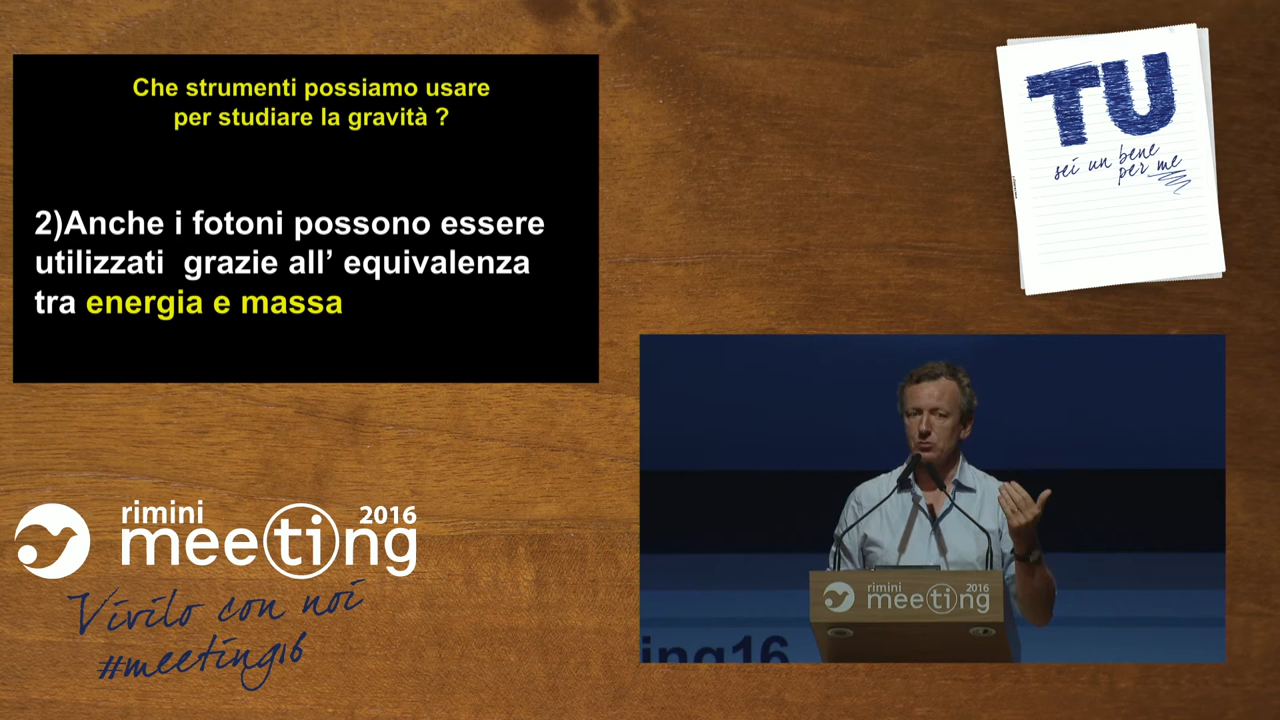 Che strumenti possiamo usare
per studiare la gravità ?
2)Anche i fotoni possono essere
utilizzati  grazie all’ equivalenza
tra energia e massa
TU
sei un bene
per me
rimini 2016
meeting
Vivilo con noi
#meeting16
rimini 2016
meeting
ing16